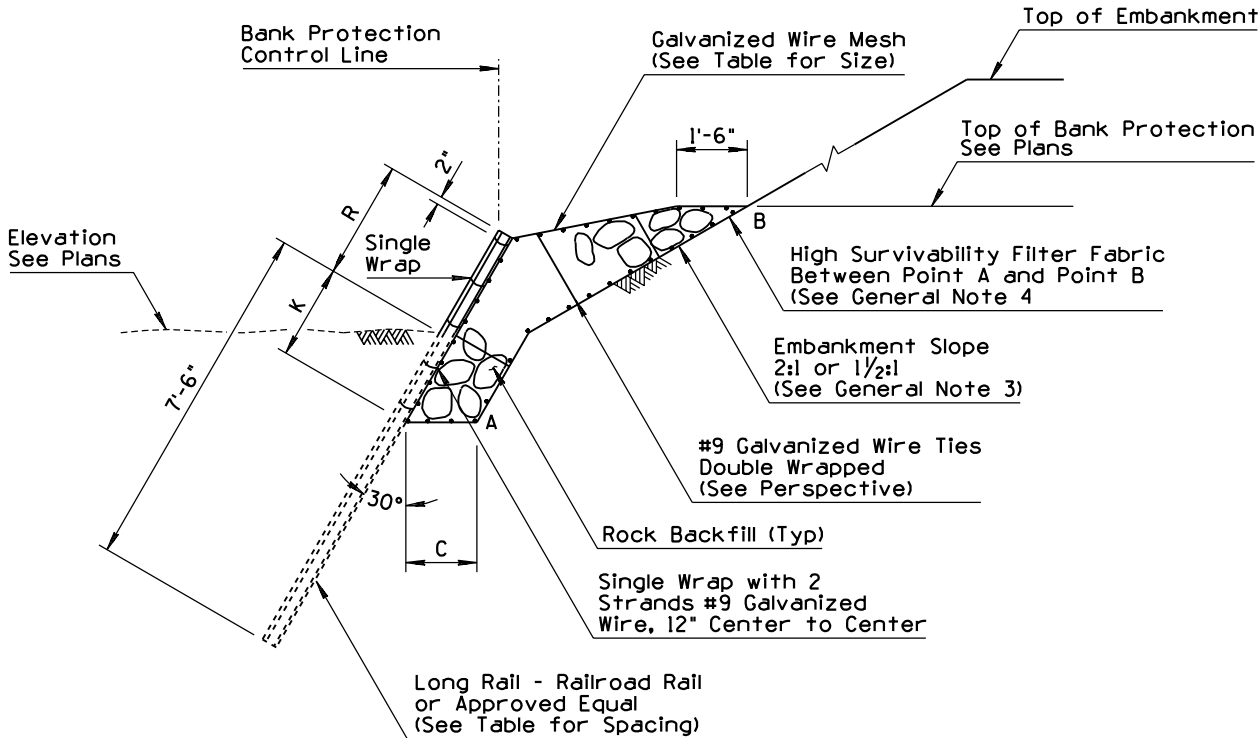 Top of Embankment
Bank Protection
Control Line
Galvanized Wire Mesh
(See Table for Size)
1'-6"
Top of Bank Protection
See Plans
2"
R
Elevation
See Plans
Single
Wrap
B
K
High Survivability Filter Fabric
Between Point A and Point B
(See General Note 4
Embankment Slope
2:1 or 1½:1
(See General Note 3)
7'-6"
A
#9 Galvanized Wire Ties
Double Wrapped
(See Perspective)
30°
C
Rock Backfill (Typ)
Single Wrap with 2
Strands #9 Galvanized
Wire, 12" Center to Center
Long Rail - Railroad Rail
or Approved Equal
(See Table for Spacing)